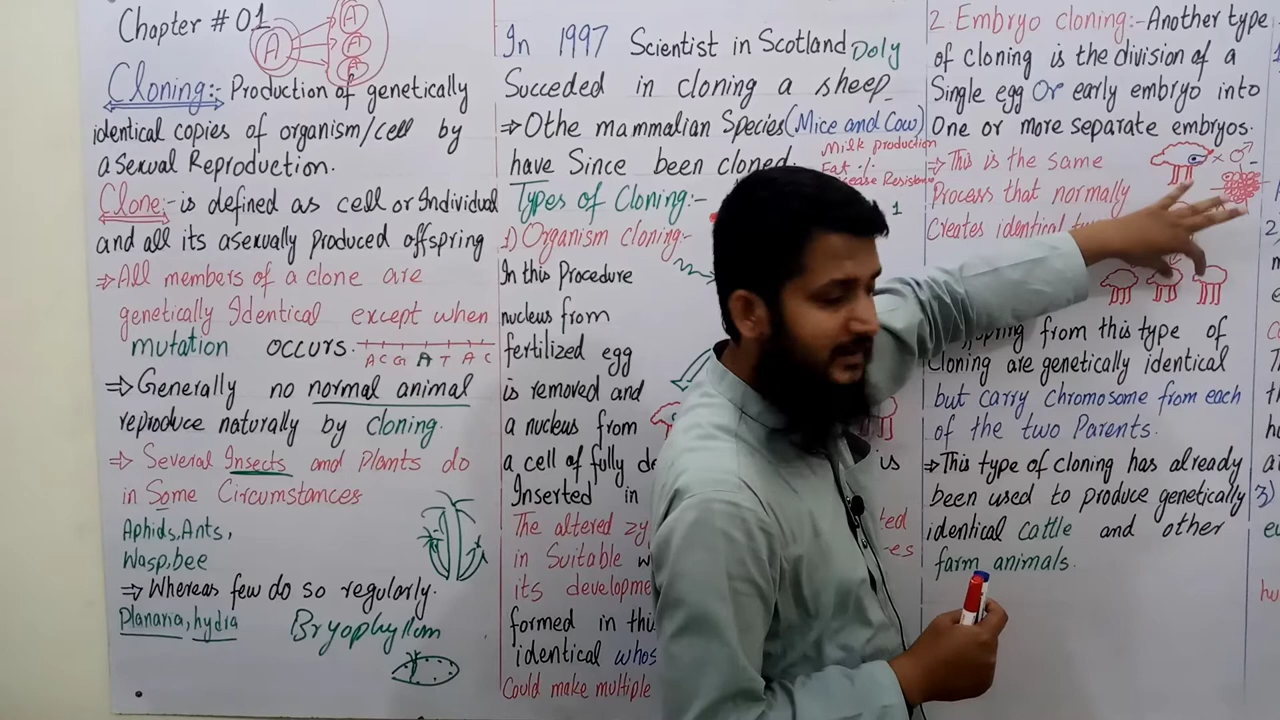 Chapter # 01
A
A
A
A
Cloning:- Production of genetically
identical copies of organism/cell by
asexual Reproduction.
Clone:- is defined as cell or Individual
and all its asexually produced offspring
⇒ All members of a clone are
genetically Identical except when
mutation occurs.
A C G A T A C
⇒ Generally no normal animal
reproduce naturally by cloning.
⇒ Several Insects and plants do
in Some Circumstances
Aphids, Ants,
Wasp, bee
⇒ Whereas few do so regularly.
Planaria, hydra Bryophyllum
In 1997 Scientist in Scotland Doly
Succeded in cloning a sheep
⇒ Othe mammalian Species (Mice and Cow)
have Since been cloned.
Milk production
Fat
Types of Cloning:-
1) Organism cloning:-
In this Procedure
nucleus from
fertilized egg
is removed and
a nucleus from
a cell of fully
Inserted in is
The altered
in Suitable
its
formed in
identical
Could make multiple
1
2. Embryo cloning:- Another type
of cloning is the division of a
Single egg Or early embryo into
One or more separate embryos.
⇒ This is the same
Process that normally
Creates identical
× ♂
from this type of
Cloning are genetically identical
but carry chromosome from each
of the two Parents.
⇒ This type of cloning has already
been used to produce genetically
identical cattle and other
farm animals.
2,
3)